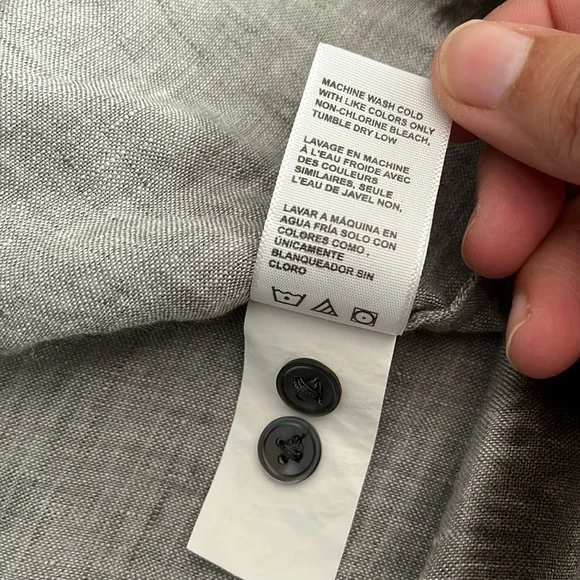 MACHINE WASH COLD
WITH LIKE COLORS ONLY
NON-CHLORINE BLEACH,
TUMBLE DRY LOW
LAVAGE EN MACHINE
À L'EAU FROIDE AVEC
DES COULEURS
SIMILAIRES, SEULE
L'EAU DE JAVEL NON,
LAVAR A MÁQUINA EN
AGUA FRÍA SOLO CON
COLORES COMO,
ÚNICAMENTE
BLANQUEADOR SIN
CLORO